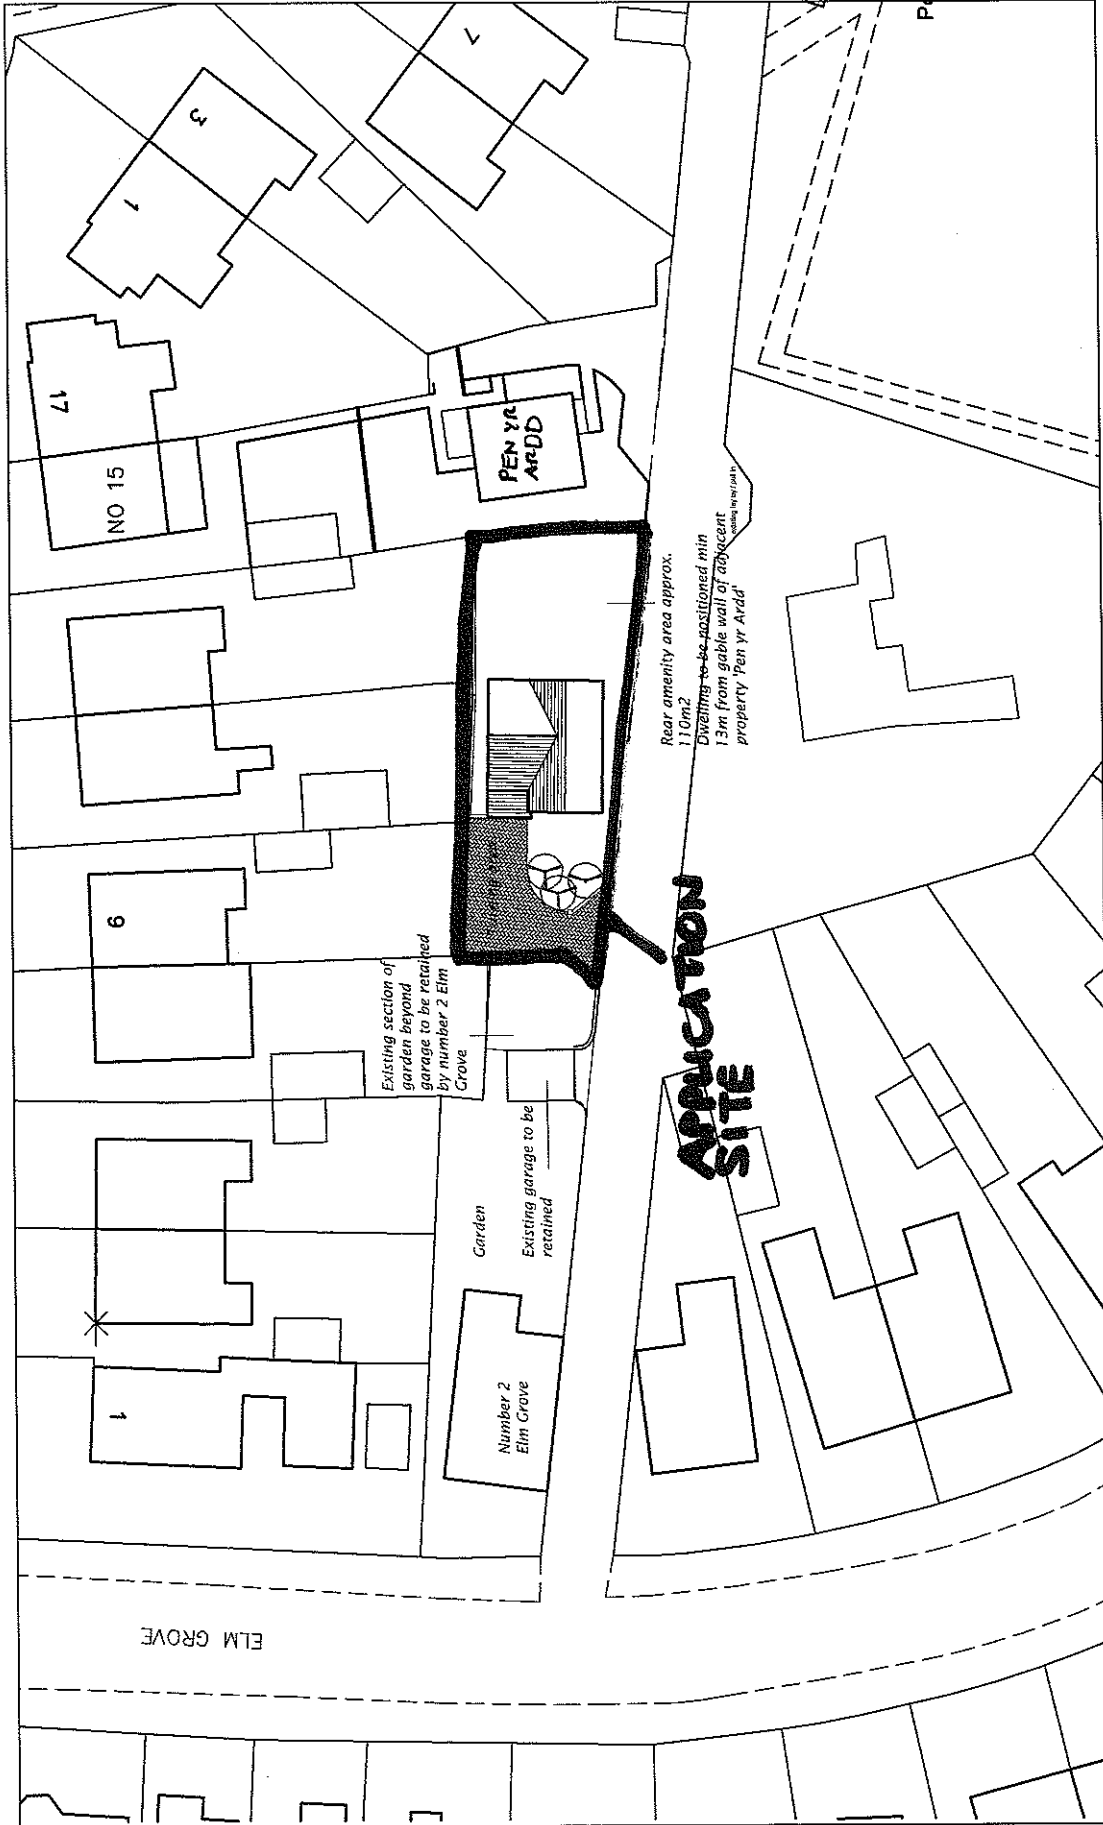 7
3
1
17
NO 15
PEN YR
ARDD
Rear amenity area approx.
110m2
Dwelling to be positioned min
13m from gable wall of adjacent
property 'Pen yr Ardd'
9
Existing section of
garden beyond
garage to be retained
by number 2 Elm
Grove
APPLICATION
SITE
Existing garage to be
retained
Garden
Number 2
Elm Grove
1
ELM GROVE